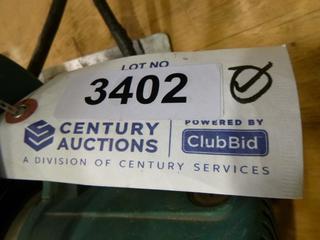 LOT NO
3402
CENTURY AUCTIONS
POWERED BY
ClubBid
A DIVISION OF CENTURY SERVICES